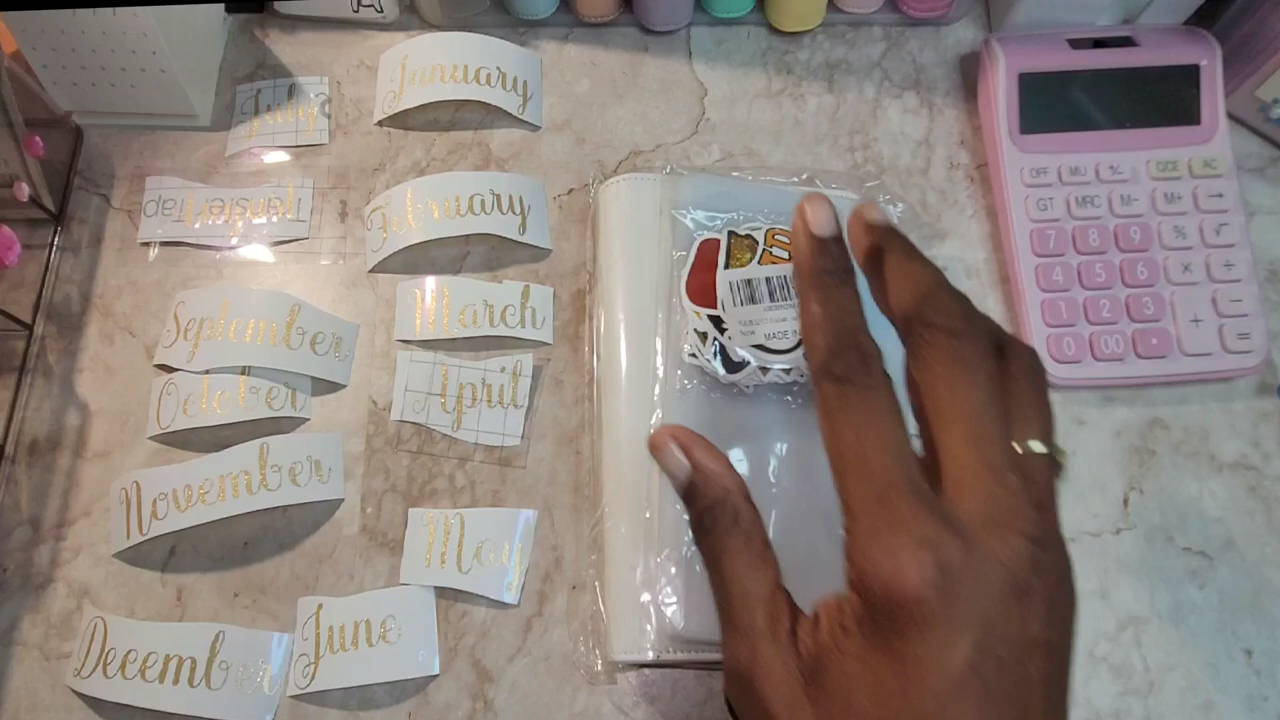 January
July
February
TransferTap
September
March
October
April
November
May
December
June
MADE IN
OFF MU +/- C/CE AC
GT MRC M- M+ →
7 8 9 % √
4 5 6 × ÷
1 2 3 + −
0 00 · =